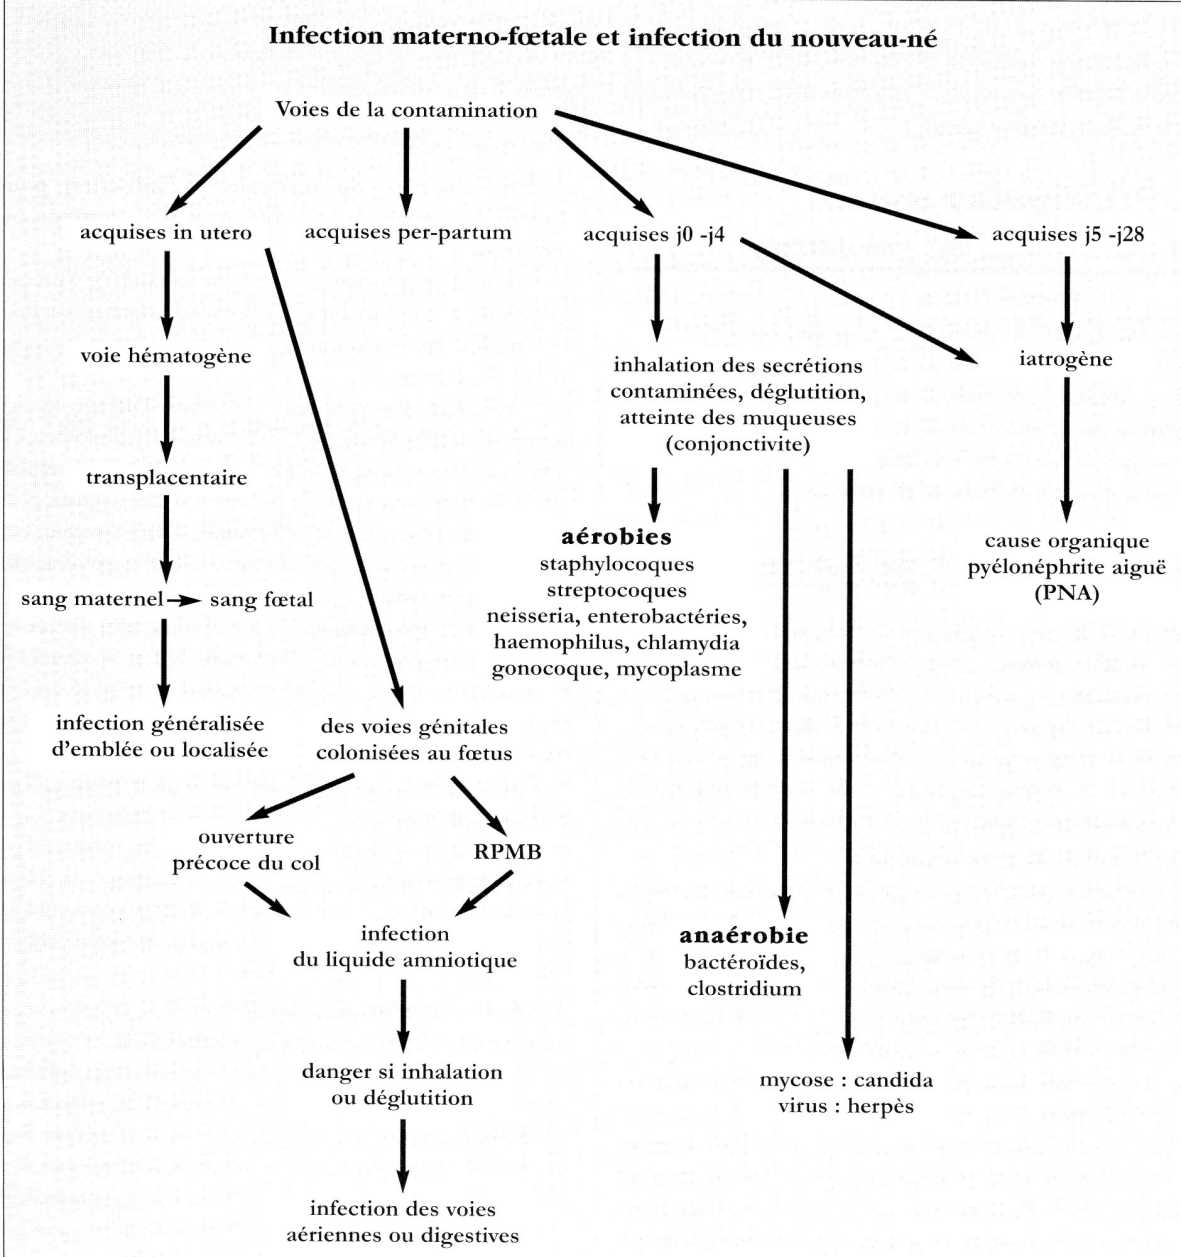 Infection materno-fœtale et infection du nouveau-né
Voies de la contamination
acquises in utero
acquises per-partum
acquises j0 -j4
acquises j5 -j28
voie hématogène
inhalation des secrétions
contaminées, déglutition,
atteinte des muqueuses
(conjonctivite)
iatrogène
transplacentaire
aérobies
staphylocoques
streptocoques
neisseria, enterobactéries,
haemophilus, chlamydia
gonocoque, mycoplasme
cause organique
pyélonéphrite aiguë
(PNA)
sang maternel
sang fœtal
infection généralisée
d'emblée ou localisée
des voies génitales
colonisées au fœtus
ouverture
précoce du col
RPMB
infection
du liquide amniotique
anaérobie
bactéroïdes,
clostridium
danger si inhalation
ou déglutition
mycose : candida
virus : herpès
infection des voies
aériennes ou digestives